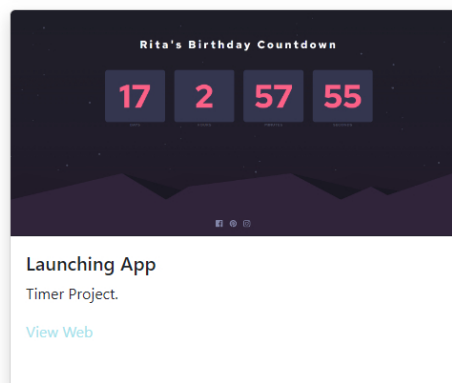 Rita's Birthday Countdown
17 2 57 55
Launching App
Timer Project.
View Web